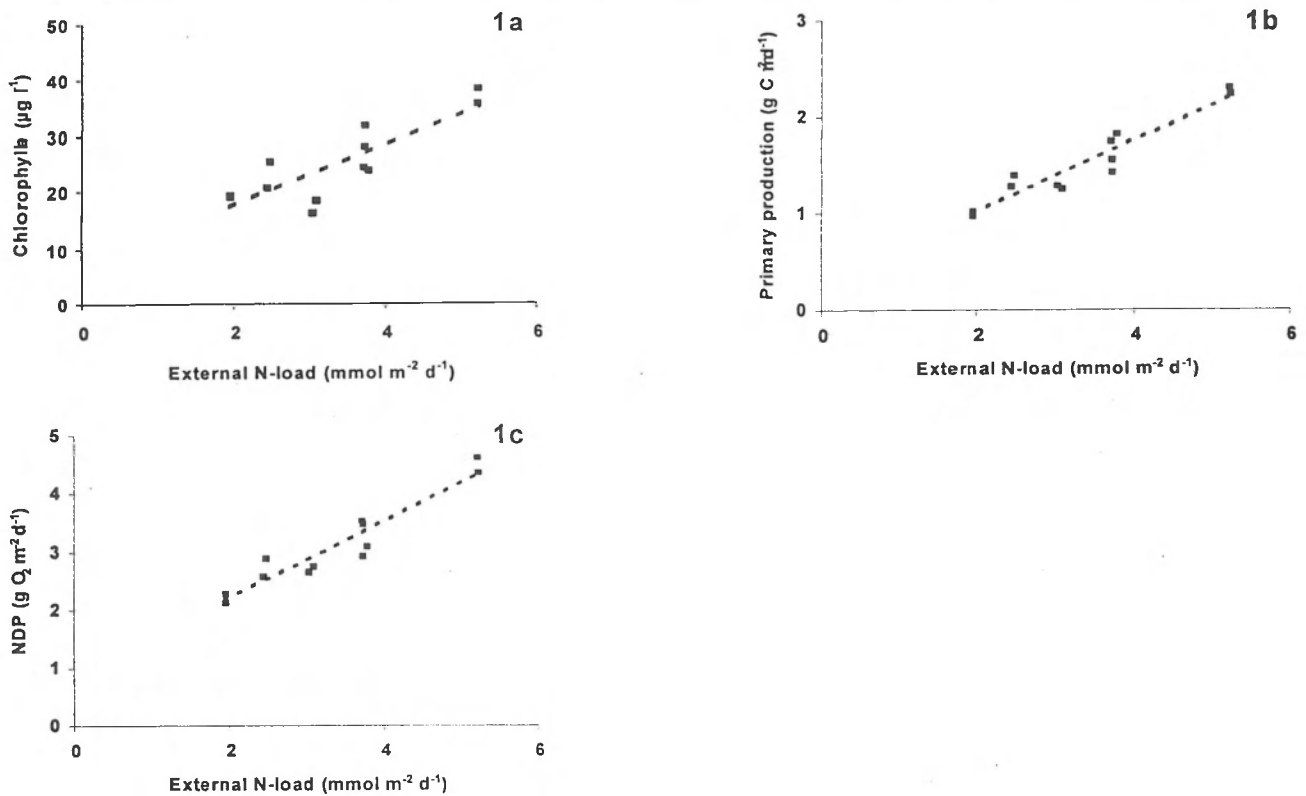 1a
Chlorophylla (µg l⁻¹)
50
40
30
20
10
0
0 2 4 6
External N-load (mmol m⁻² d⁻¹)
1b
Primary production (g C m²d⁻¹)
3
2
1
0
0 2 4 6
External N-load (mmol m⁻² d⁻¹)
1c
NDP (g O₂ m⁻² d⁻¹)
5
4
3
2
1
0
0 2 4 6
External N-load (mmol m⁻² d⁻¹)